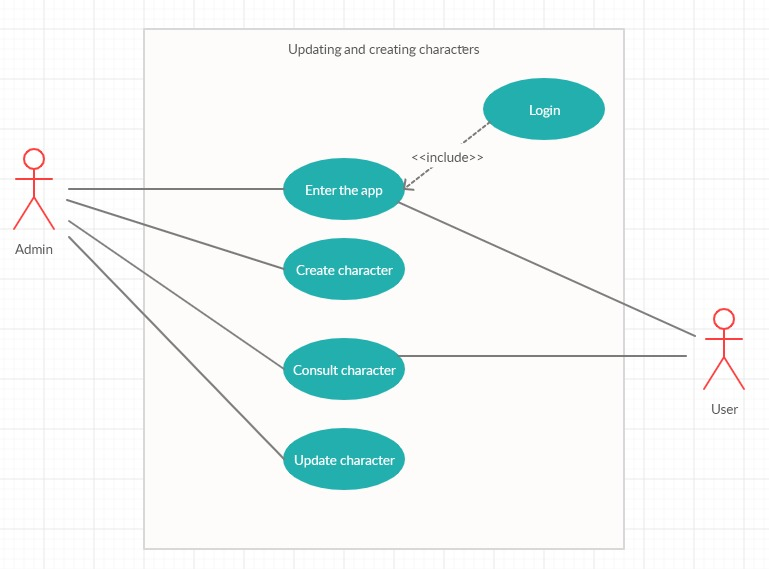 Updating and creating characters
Login
<<include>>
Enter the app
Admin
Create character
Consult character
User
Update character